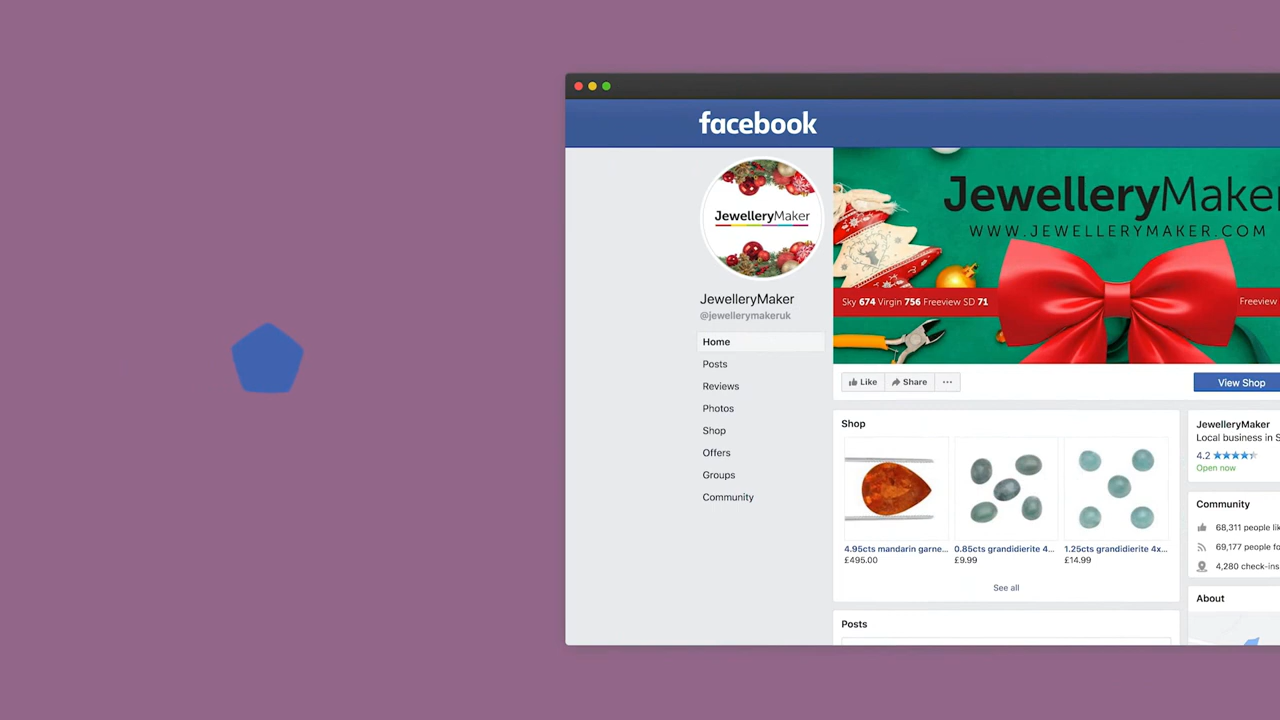 facebook
JewelleryMaker
JewelleryMaker
@jewellerymakeruk
Home
Posts
Reviews
Photos
Shop
Offers
Groups
Community
JewelleryMaker
WWW.JEWELLERYMAKER.COM
Sky 674 Virgin 756 Freeview SD 71
Freeview
Like
Share
View Shop
Shop
4.95cts mandarin garne...
£495.00
0.85cts grandidierite 4...
£9.99
1.25cts grandidierite 4x...
£14.99
See all
Posts
JewelleryMaker
Local business in S
4.2
Open now
Community
68,311 people lik
69,177 people fo
4,280 check-ins
About